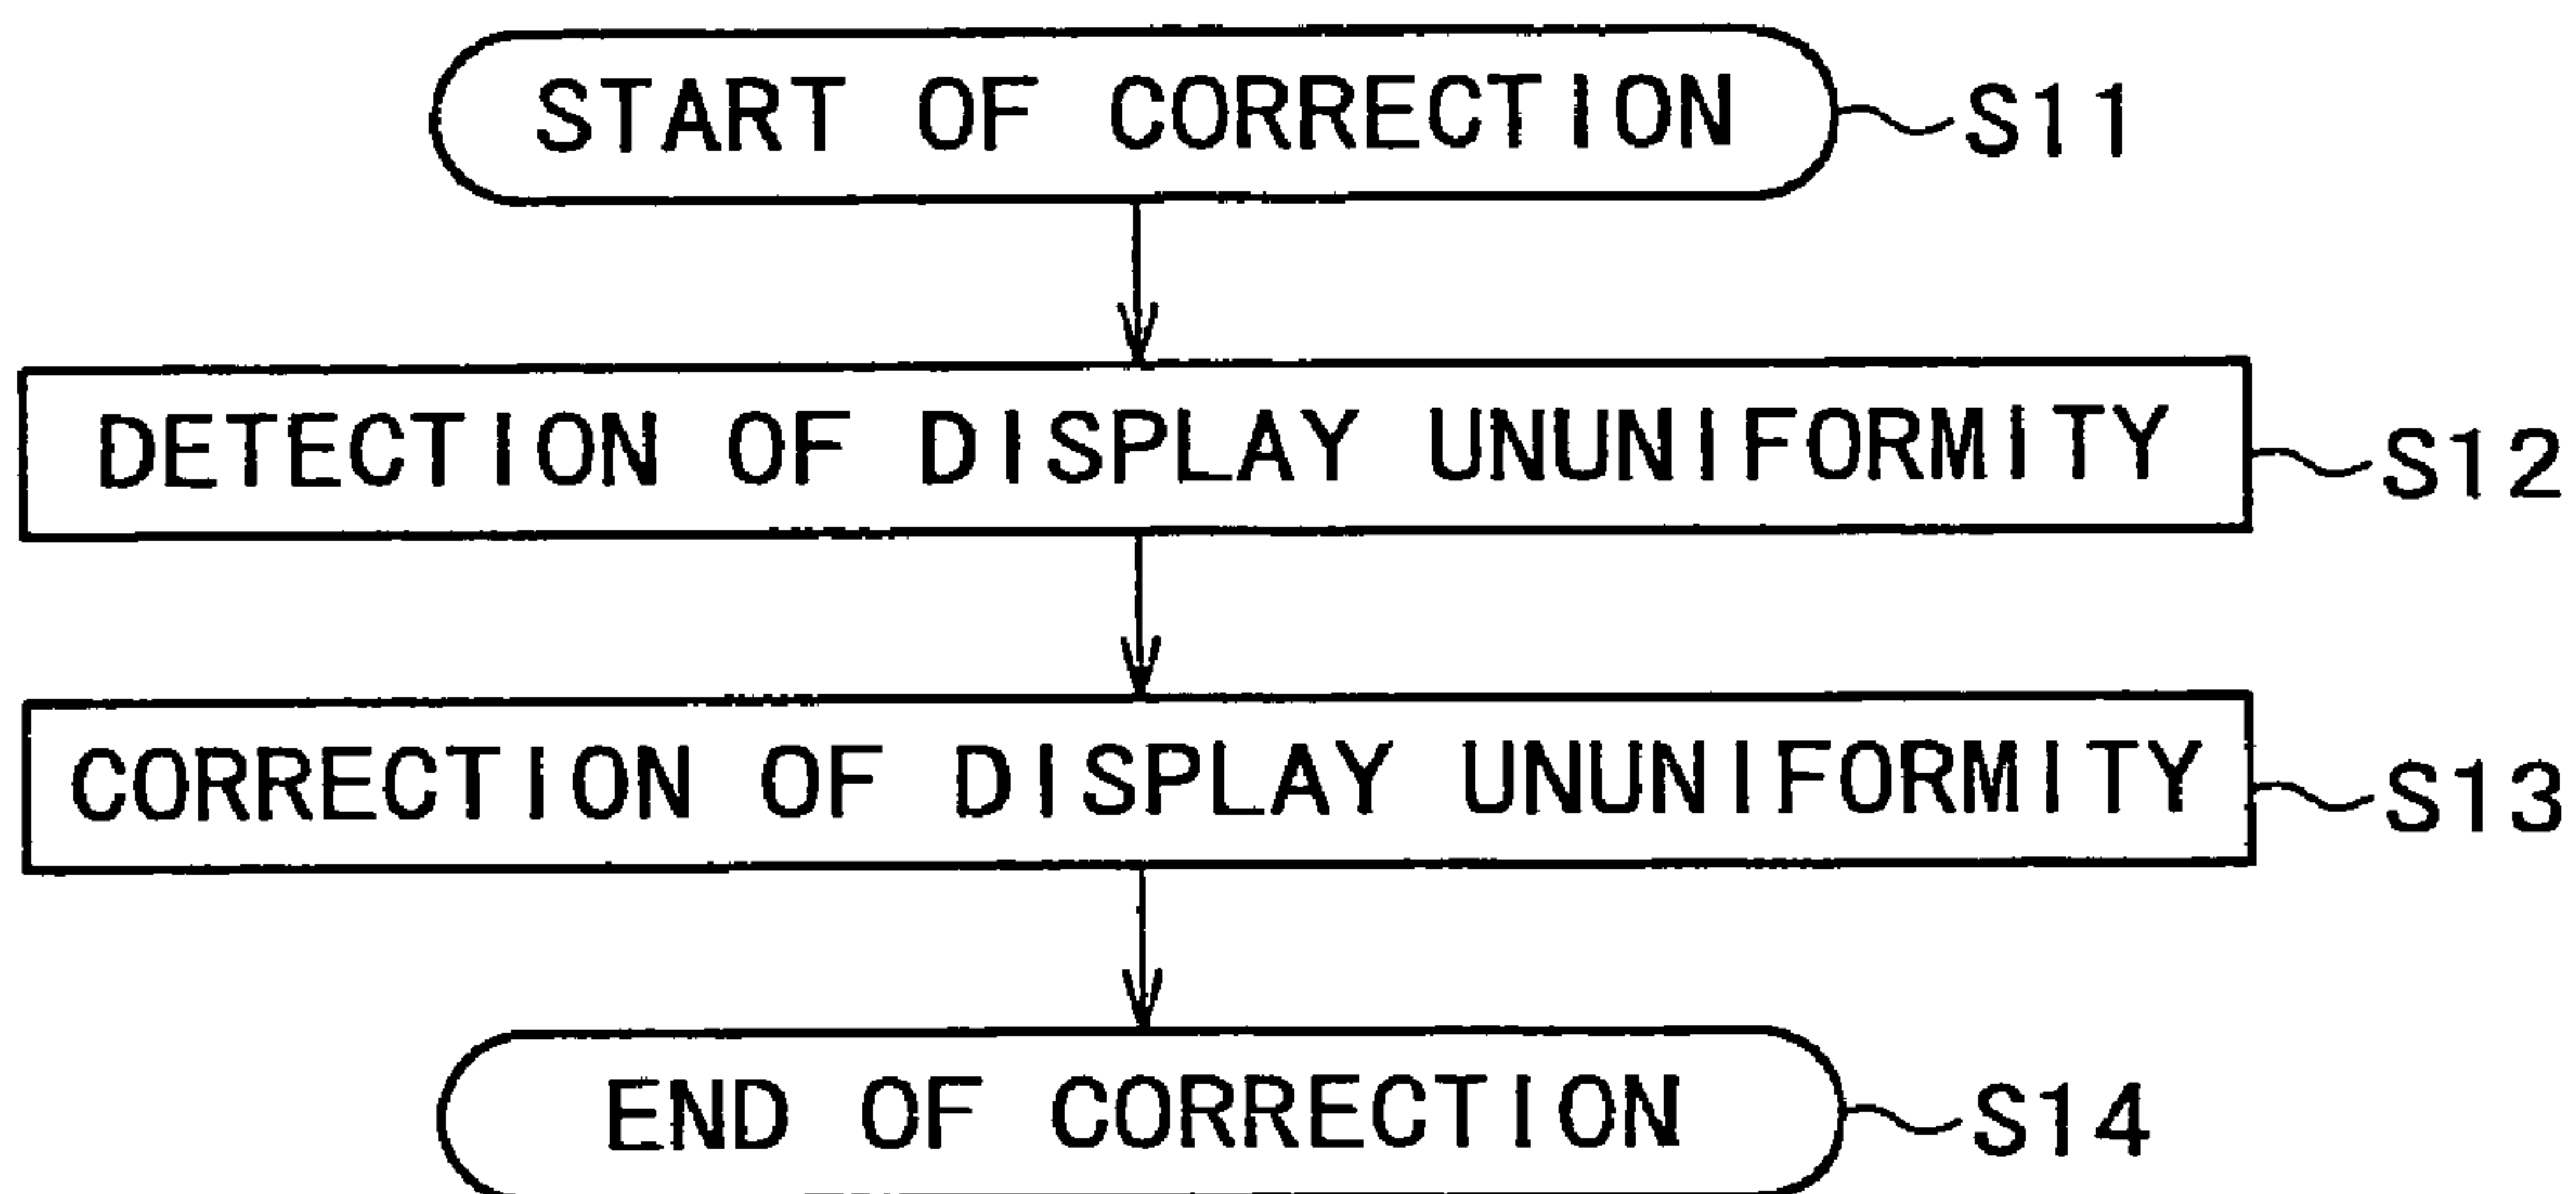 START OF CORRECTION S11
DETECTION OF DISPLAY UNUNIFORMITY S12
CORRECTION OF DISPLAY UNUNIFORMITY S13
END OF CORRECTION S14